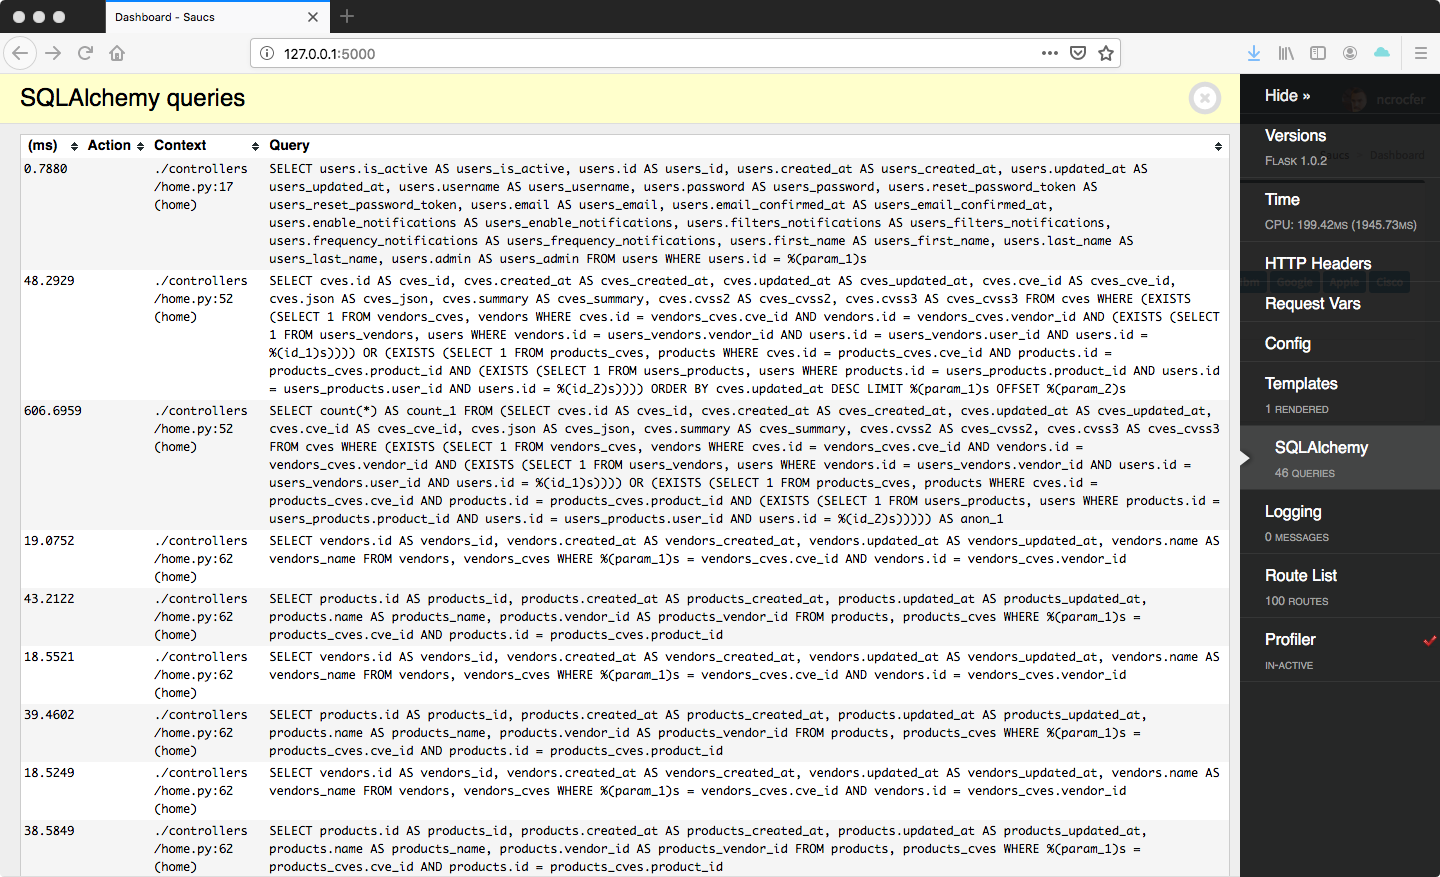 Dashboard - Saucs
127.0.0.1:5000
SQLAlchemy queries
(ms) Action Context Query
0.7880 ./controllers SELECT users.is_active AS users_is_active, users.id AS users_id, users.created_at AS users_created_at, users.updated_at AS
/home.py:17 users_updated_at, users.username AS users_username, users.password AS users_password, users.reset_password_token AS
(home) users_reset_password_token, users.email AS users_email, users.email_confirmed_at AS users_email_confirmed_at,
users.enable_notifications AS users_enable_notifications, users.filters_notifications AS users_filters_notifications,
users.frequency_notifications AS users_frequency_notifications, users.first_name AS users_first_name, users.last_name AS
users_last_name, users.admin AS users_admin FROM users WHERE users.id = %(param_1)s
48.2929 ./controllers SELECT cves.id AS cves_id, cves.created_at AS cves_created_at, cves.updated_at AS cves_updated_at, cves.cve_id AS cves_cve_id,
/home.py:52 cves.json AS cves_json, cves.summary AS cves_summary, cves.cvss2 AS cves_cvss2, cves.cvss3 AS cves_cvss3 FROM cves WHERE (EXISTS
(home) (SELECT 1 FROM vendors_cves, vendors WHERE cves.id = vendors_cves.cve_id AND vendors.id = vendors_cves.vendor_id AND (EXISTS (SELECT
1 FROM users_vendors, users WHERE vendors.id = users_vendors.vendor_id AND users.id = users_vendors.user_id AND users.id =
%(id_1)s)))) OR (EXISTS (SELECT 1 FROM products_cves, products WHERE cves.id = products_cves.cve_id AND products.id =
products_cves.product_id AND (EXISTS (SELECT 1 FROM users_products, users WHERE products.id = users_products.product_id AND users.id
= users_products.user_id AND users.id = %(id_2)s)))) ORDER BY cves.updated_at DESC LIMIT %(param_1)s OFFSET %(param_2)s
606.6959 ./controllers SELECT count(*) AS count_1 FROM (SELECT cves.id AS cves_id, cves.created_at AS cves_created_at, cves.updated_at AS cves_updated_at,
/home.py:52 cves.cve_id AS cves_cve_id, cves.json AS cves_json, cves.summary AS cves_summary, cves.cvss2 AS cves_cvss2, cves.cvss3 AS cves_cvss3
(home) FROM cves WHERE (EXISTS (SELECT 1 FROM vendors_cves, vendors WHERE cves.id = vendors_cves.cve_id AND vendors.id =
vendors_cves.vendor_id AND (EXISTS (SELECT 1 FROM users_vendors, users WHERE vendors.id = users_vendors.vendor_id AND users.id =
users_vendors.user_id AND users.id = %(id_1)s)))) OR (EXISTS (SELECT 1 FROM products_cves, products WHERE cves.id =
products_cves.cve_id AND products.id = products_cves.product_id AND (EXISTS (SELECT 1 FROM users_products, users WHERE products.id =
users_products.product_id AND users.id = users_products.user_id AND users.id = %(id_2)s))))) AS anon_1
19.0752 ./controllers SELECT vendors.id AS vendors_id, vendors.created_at AS vendors_created_at, vendors.updated_at AS vendors_updated_at, vendors.name AS
/home.py:62 vendors_name FROM vendors, vendors_cves WHERE %(param_1)s = vendors_cves.cve_id AND vendors.id = vendors_cves.vendor_id
(home)
43.2122 ./controllers SELECT products.id AS products_id, products.created_at AS products_created_at, products.updated_at AS products_updated_at,
/home.py:62 products.name AS products_name, products.vendor_id AS products_vendor_id FROM products, products_cves WHERE %(param_1)s =
(home) products_cves.cve_id AND products.id = products_cves.product_id
18.5521 ./controllers SELECT vendors.id AS vendors_id, vendors.created_at AS vendors_created_at, vendors.updated_at AS vendors_updated_at, vendors.name AS
/home.py:62 vendors_name FROM vendors, vendors_cves WHERE %(param_1)s = vendors_cves.cve_id AND vendors.id = vendors_cves.vendor_id
(home)
39.4602 ./controllers SELECT products.id AS products_id, products.created_at AS products_created_at, products.updated_at AS products_updated_at,
/home.py:62 products.name AS products_name, products.vendor_id AS products_vendor_id FROM products, products_cves WHERE %(param_1)s =
(home) products_cves.cve_id AND products.id = products_cves.product_id
18.5249 ./controllers SELECT vendors.id AS vendors_id, vendors.created_at AS vendors_created_at, vendors.updated_at AS vendors_updated_at, vendors.name AS
/home.py:62 vendors_name FROM vendors, vendors_cves WHERE %(param_1)s = vendors_cves.cve_id AND vendors.id = vendors_cves.vendor_id
(home)
38.5849 ./controllers SELECT products.id AS products_id, products.created_at AS products_created_at, products.updated_at AS products_updated_at,
/home.py:62 products.name AS products_name, products.vendor_id AS products_vendor_id FROM products, products_cves WHERE %(param_1)s =
(home) products_cves.cve_id AND products.id = products_cves.product_id
Hide » ncrocfer
Versions
FLASK 1.0.2 Saucs Dashboard
Time
CPU: 199.42MS (1945.73MS)
HTTP Headers
Google Apple Cisco
Request Vars
Config
Templates
1 RENDERED
SQLAlchemy
46 QUERIES
Logging
0 MESSAGES
Route List
100 ROUTES
Profiler
IN-ACTIVE